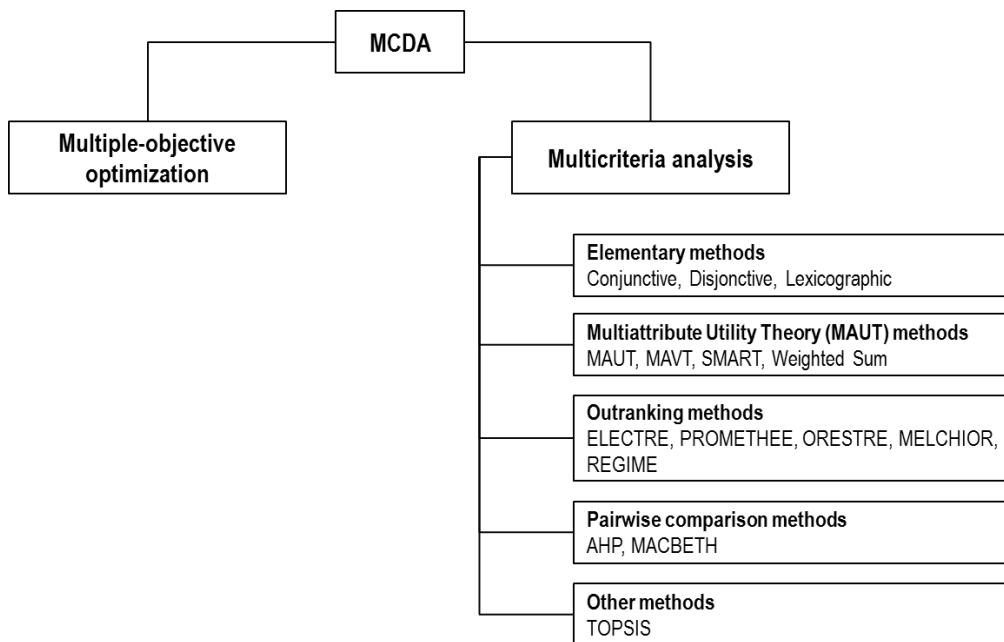 MCDA
Multiple-objective
optimization
Multicriteria analysis
Elementary methods
Conjunctive, Disjonctive, Lexicographic
Multiattribute Utility Theory (MAUT) methods
MAUT, MAVT, SMART, Weighted Sum
Outranking methods
ELECTRE, PROMETHEE, ORESTRE, MELCHIOR,
REGIME
Pairwise comparison methods
AHP, MACBETH
Other methods
TOPSIS